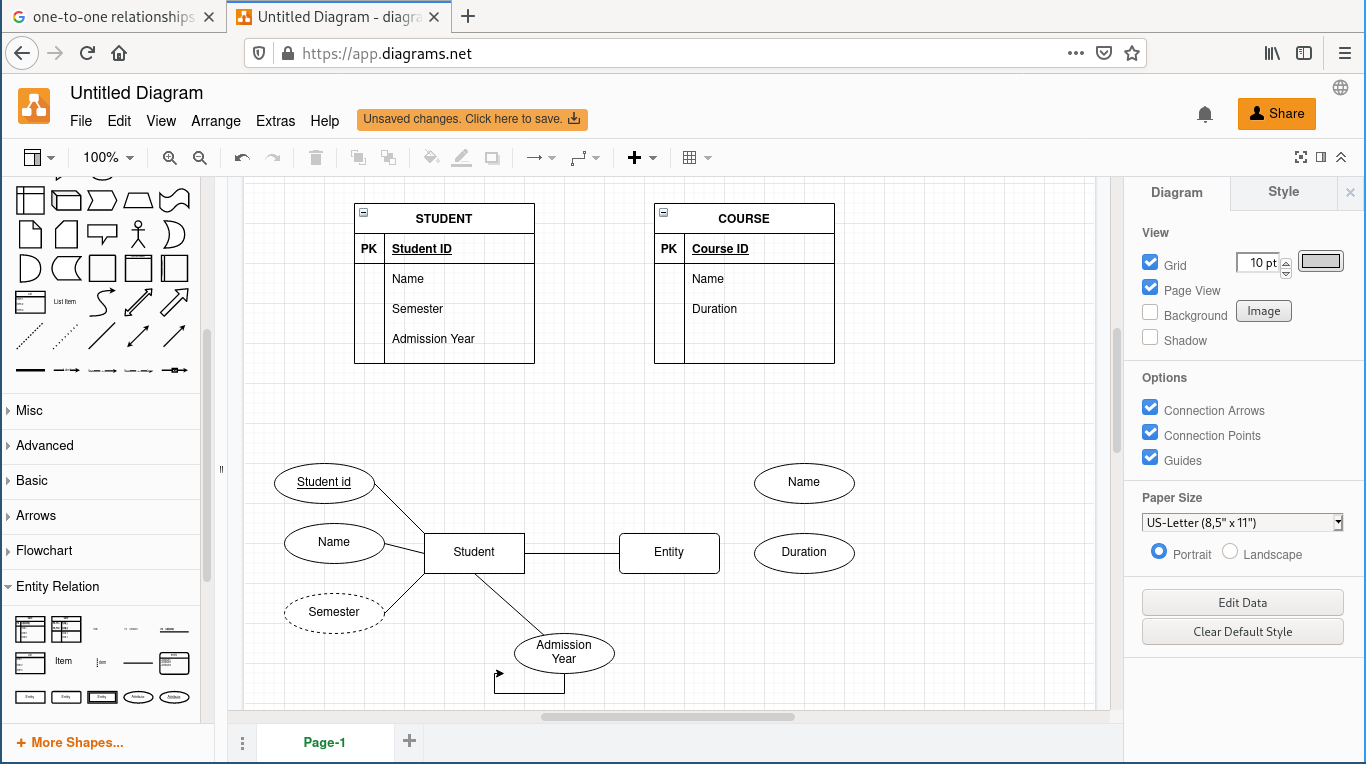 one-to-one relationships
Untitled Diagram - diagra
https://app.diagrams.net
Untitled Diagram
File Edit View Arrange Extras Help
Unsaved changes. Click here to save.
Share
100%
Diagram
Style
STUDENT
PK Student ID
Name
Semester
Admission Year
COURSE
PK Course ID
Name
Duration
List Item
Misc
Advanced
Basic
Arrows
Flowchart
Entity Relation
Item
Entity
Entity
Entity
Attribute
Attribute
+ More Shapes...
Student id
Name
Semester
Student
Entity
Admission
Year
Name
Duration
View
Grid
10 pt
Page View
Background
Image
Shadow
Options
Connection Arrows
Connection Points
Guides
Paper Size
US-Letter (8,5" x 11")
Portrait
Landscape
Edit Data
Clear Default Style
Page-1